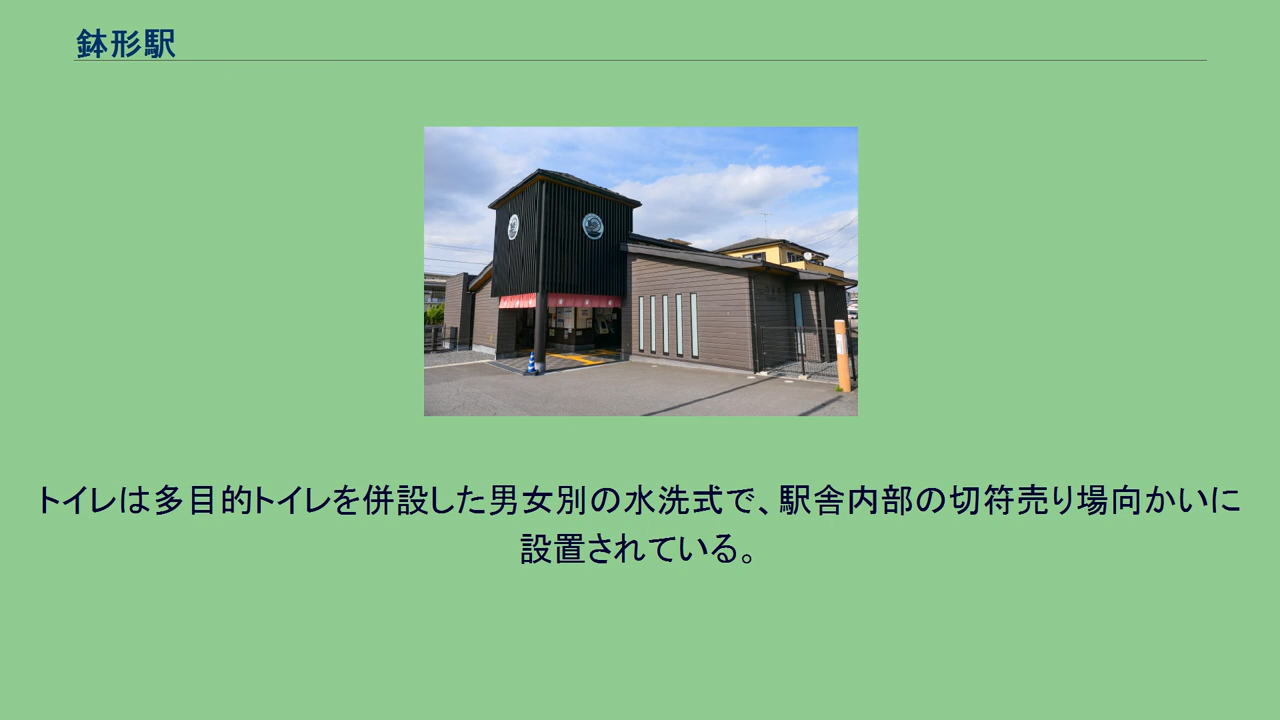 鉢形駅
トイレは多目的トイレを併設した男女別の水洗式で、駅舎内部の切符売り場向かいに
設置されている。